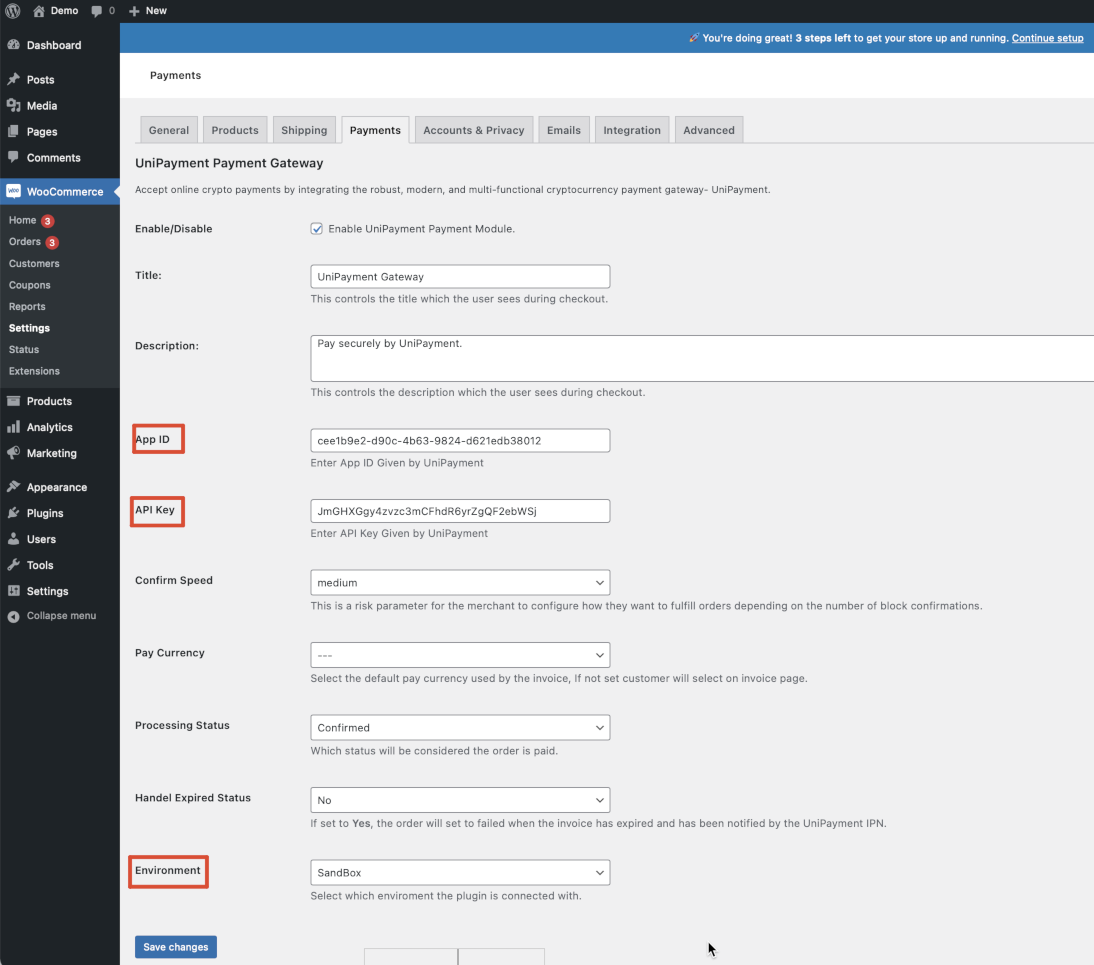 Demo 0 New
🚀 You're doing great! 3 steps left to get your store up and running. Continue setup
Payments
Dashboard
Posts
Media
Pages
Comments
WooCommerce
Home 3
Orders 3
Customers
Coupons
Reports
Settings
Status
Extensions
Products
Analytics
Marketing
Appearance
Plugins
Users
Tools
Settings
Collapse menu
General Products Shipping Payments Accounts & Privacy Emails Integration Advanced
UniPayment Payment Gateway
Accept online crypto payments by integrating the robust, modern, and multi-functional cryptocurrency payment gateway- UniPayment.
Enable/Disable Enable UniPayment Payment Module.
Title: UniPayment Gateway
This controls the title which the user sees during checkout.
Description: Pay securely by UniPayment.
This controls the description which the user sees during checkout.
App ID cee1b9e2-d90c-4b63-9824-d621edb38012
Enter App ID Given by UniPayment
API Key JmGHXGgy4zvzc3mCFhdR6yrZgQF2ebWSj
Enter API Key Given by UniPayment
Confirm Speed medium
This is a risk parameter for the merchant to configure how they want to fulfill orders depending on the number of block confirmations.
Pay Currency ---
Select the default pay currency used by the invoice, If not set customer will select on invoice page.
Processing Status Confirmed
Which status will be considered the order is paid.
Handel Expired Status No
If set to Yes, the order will set to failed when the invoice has expired and has been notified by the UniPayment IPN.
Environment SandBox
Select which enviroment the plugin is connected with.
Save changes